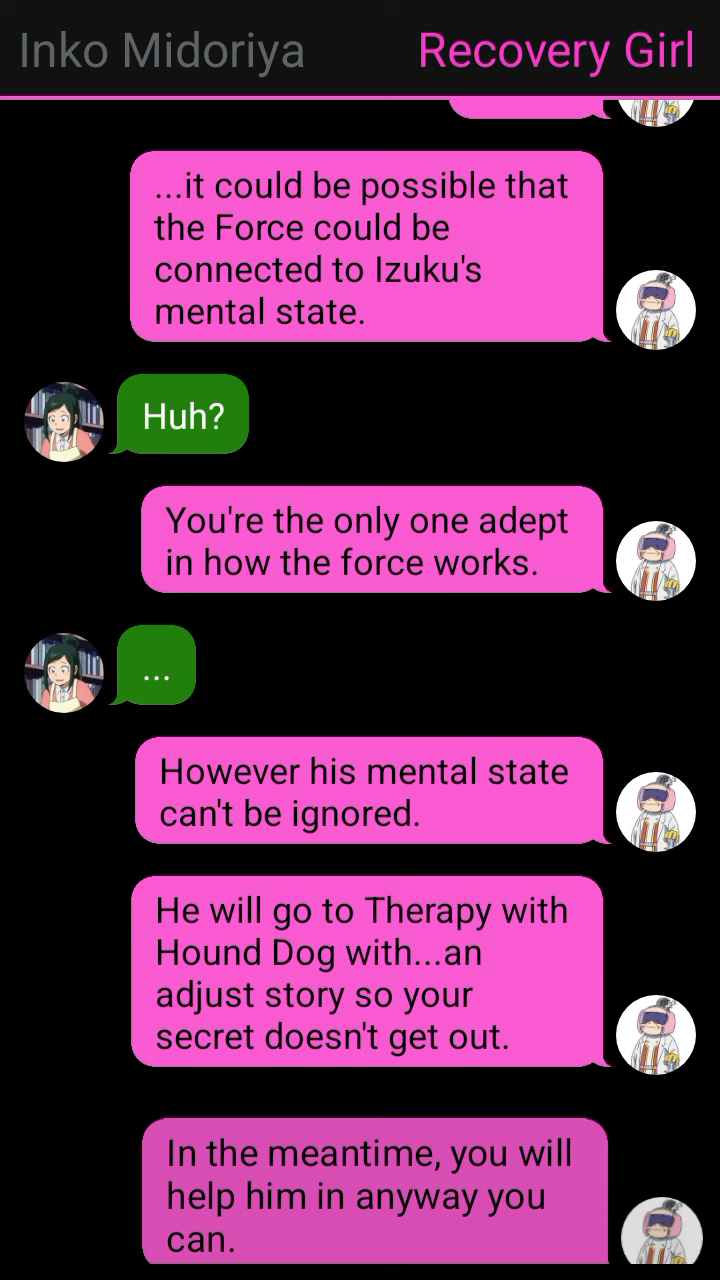 Inko Midoriya Recovery Girl
...it could be possible that
the Force could be
connected to Izuku's
mental state.
Huh?
You're the only one adept
in how the force works.
...
However his mental state
can't be ignored.
He will go to Therapy with
Hound Dog with...an
adjust story so your
secret doesn't get out.
In the meantime, you will
help him in anyway you
can.